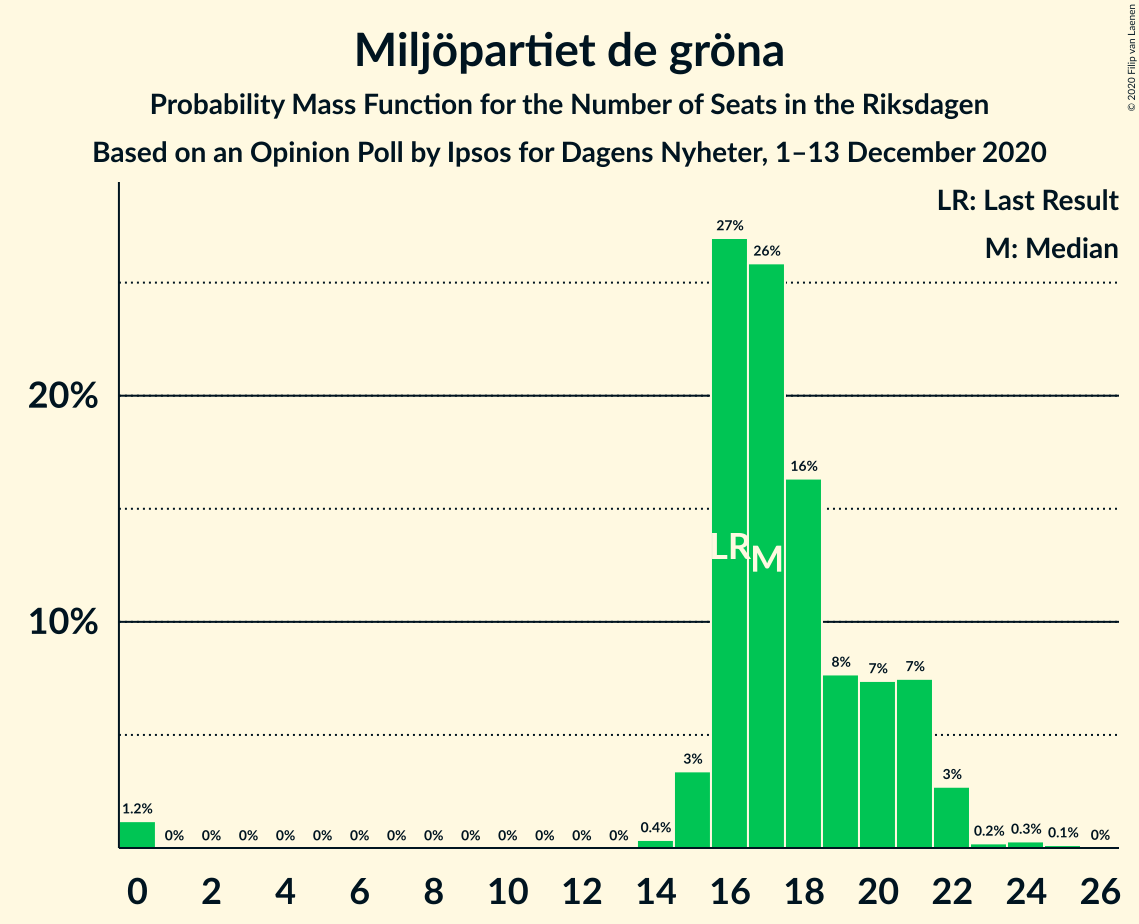 © 2020 Filip van Laenen
Miljöpartiet de gröna
Probability Mass Function for the Number of Seats in the Riksdagen
Based on an Opinion Poll by Ipsos for Dagens Nyheter, 1–13 December 2020
LR: Last Result
M: Median
20%
10%
1.2% 0% 0% 0% 0% 0% 0% 0% 0% 0% 0% 0% 0% 0% 0.4% 3% 27% 26% 16% 8% 7% 7% 3% 0.2% 0.3% 0.1% 0%
LR M
0 2 4 6 8 10 12 14 16 18 20 22 24 26